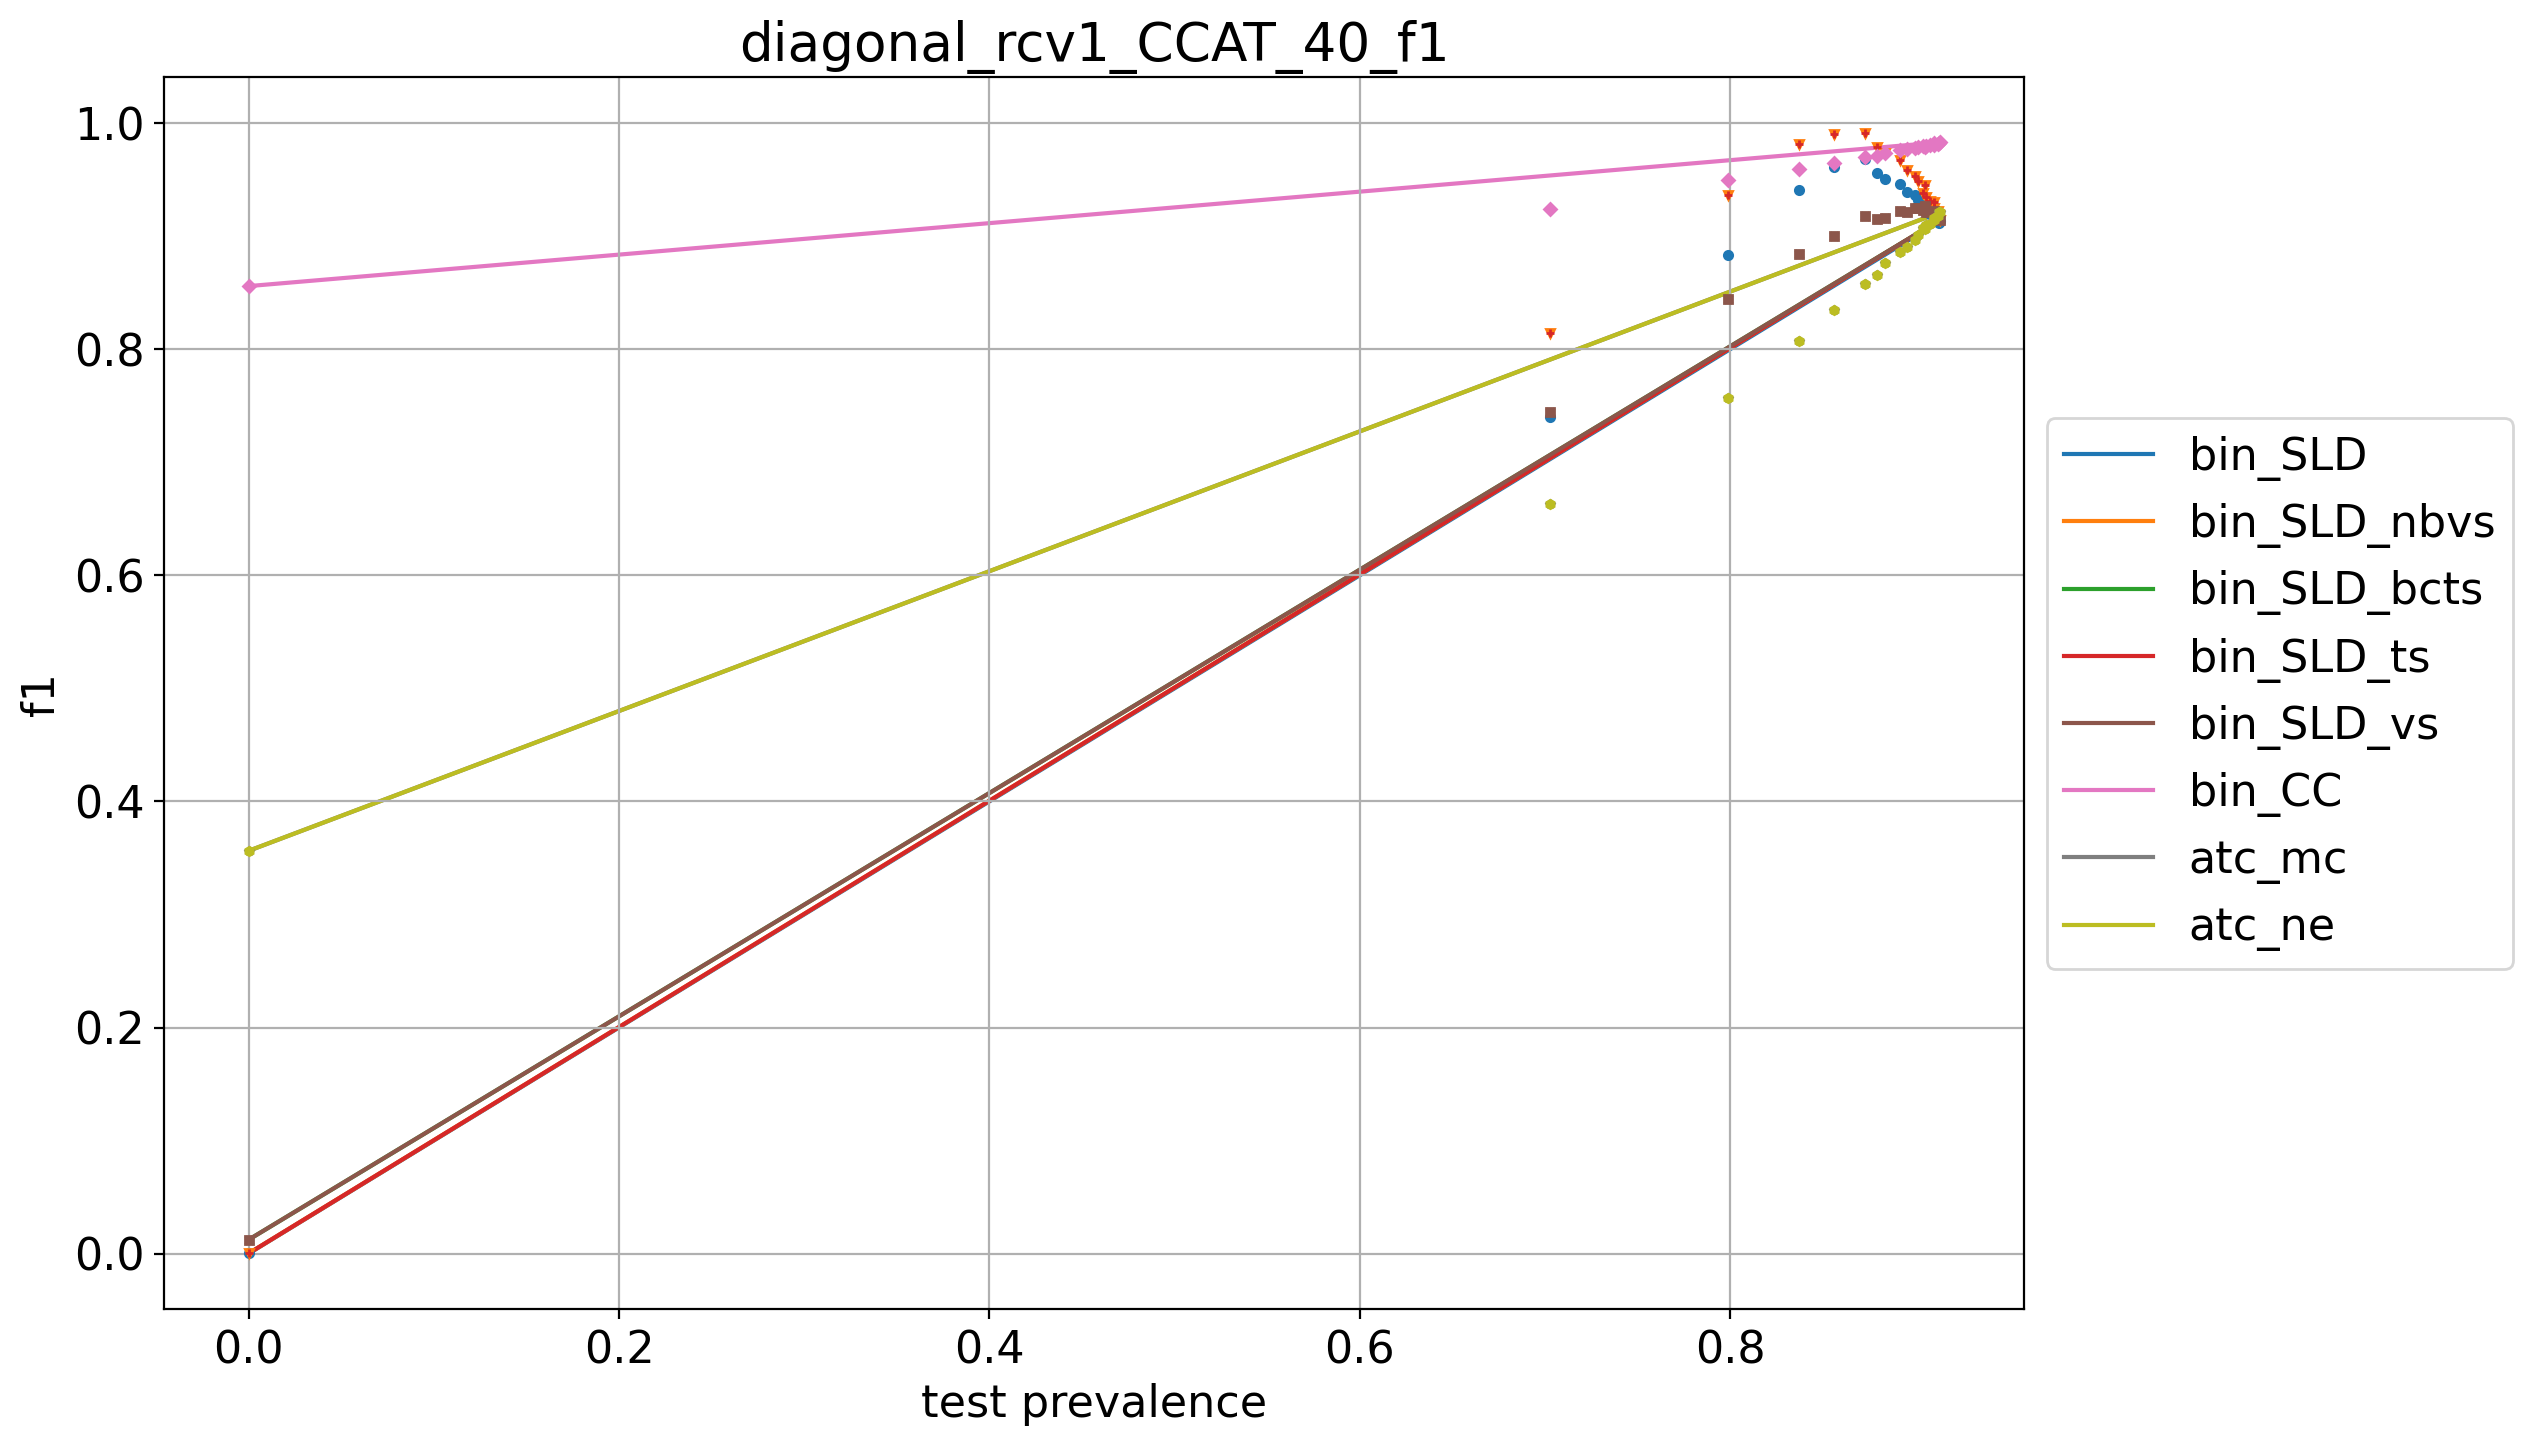 diagonal_rcv1_CCAT_40_f1
1.0
0.8
0.6
0.4
0.2
0.0
f1
0.0 0.2 0.4 0.6 0.8
test prevalence
bin_SLD
bin_SLD_nbvs
bin_SLD_bcts
bin_SLD_ts
bin_SLD_vs
bin_CC
atc_mc
atc_ne